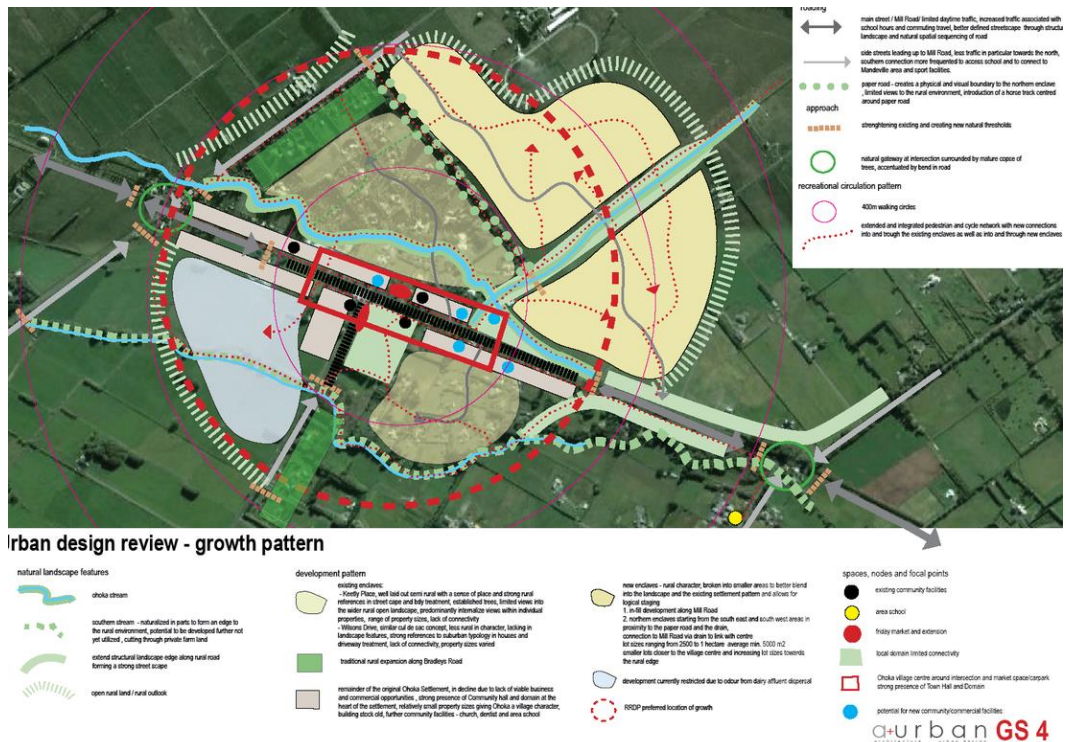 roading
main street / Mill Road/ limited daytime traffic, increased traffic associated with
school hours and commuting travel, better defined streetscape through structu
landscape and natural spatial sequencing of road
side streets leading up to Mill Road, less traffic in particular towards the north,
southern connection more frequented to access school and to connect to
Mandeville area and sport facilities.
paper road - creates a physical and visual boundary to the northern enclave
, limited views to the rural environment, introduction of a horse track centred
around paper road
approach
strenghtening existing and creating new natural thresholds
natural gateway at intersection surrounded by mature copse of
trees, accentuated by bend in road
recreational circulation pattern
400m walking circles
extended and integrated pedestrian and cycle network with new connections
into and trough the existing enclaves as well as into and through new enclaves
Urban design review - growth pattern
natural landscape features
ohoka stream
southern stream - naturalized in parts to form an edge to
the rural environment, potential to be developed further not
yet utilized , cutting through private farm land
extend structural landscape edge along rural road
forming a strong street scape
open rural land / rural outlook
development pattern
existing enclaves:
- Keetly Place, well laid out semi rural with a sence of place and strong rural
references in street cape and bdy treatment, established trees, limited views into
the wider rural open landscape, predominantly internalize views within individual
properties, range of property sizes, lack of connectivity
- Wilsons Drive, similar cul de sac concept, less rural in character, lacking in
landscape features, strong references to suburban typology in houses and
driveway treatment, lack of connectivity, property sizes varied
traditional rural expansion along Bradleys Road
remainder of the original Ohoka Settlement, in decline due to lack of viable business
and commercial opportunities , strong presence of Community hall and domain at the
heart of the settlement, relatively small property sizes giving Ohoka a village character,
building stock old, further community facilities - church, dentist and area school
new enclaves - rural character, broken into smaller areas to better blend
into the landscape and the existing settlement pattern and allows for
logical staging
1. in-fill development along Mill Road
2. northern enclaves starting from the south east and south west areas in
proximity to the paper road and the drain,
connection to Mill Road via drain to link with centre
lot sizes ranging from 2500 to 1 hectare average min. 5000 m2
smaller lots closer to the village centre and increasing lot sizes towards
the rural edge
development currently restricted due to odour from dairy affluent dispersal
RRDP preferred location of growth
spaces, nodes and focal points
existing community facilities
area school
friday market and extension
local domain limited connectivity
Ohoka village centre around intersection and market space/carpark
strong presence of Town Hall and Domain
potential for new community/commercial facilities
a+urban GS 4